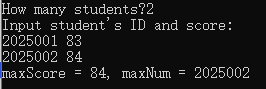 How many students?2
Input student's ID and score:
2025001 83
2025002 84
maxScore = 84, maxNum = 2025002